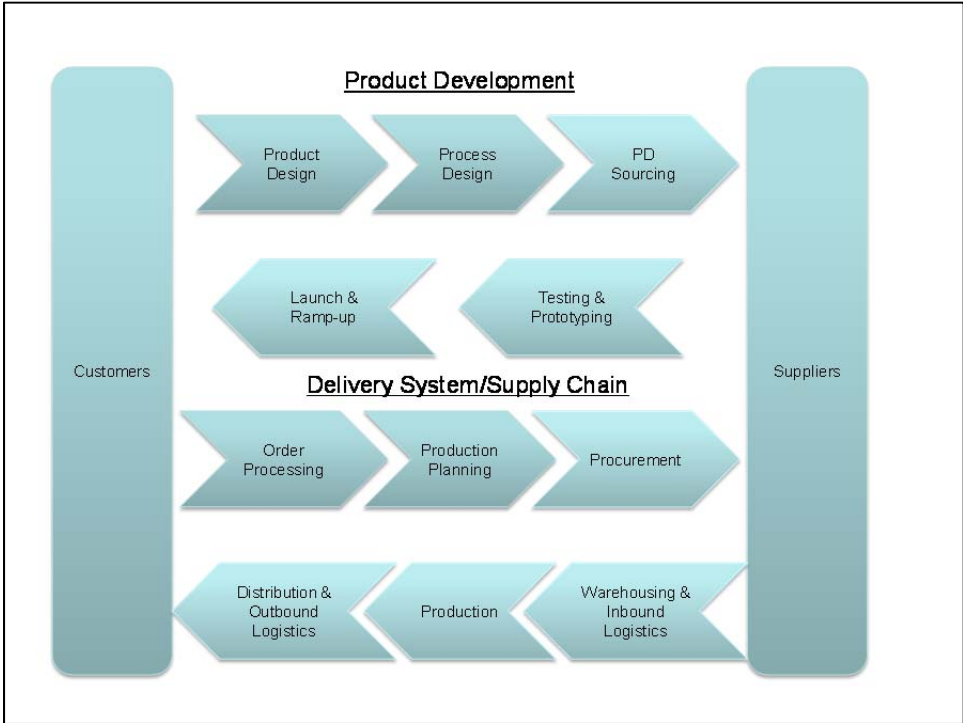 Product Development
Product
Design
Process
Design
PD
Sourcing
Launch &
Ramp-up
Testing &
Prototyping
Customers
Suppliers
Delivery System/Supply Chain
Order
Processing
Production
Planning
Procurement
Distribution &
Outbound
Logistics
Production
Warehousing &
Inbound
Logistics